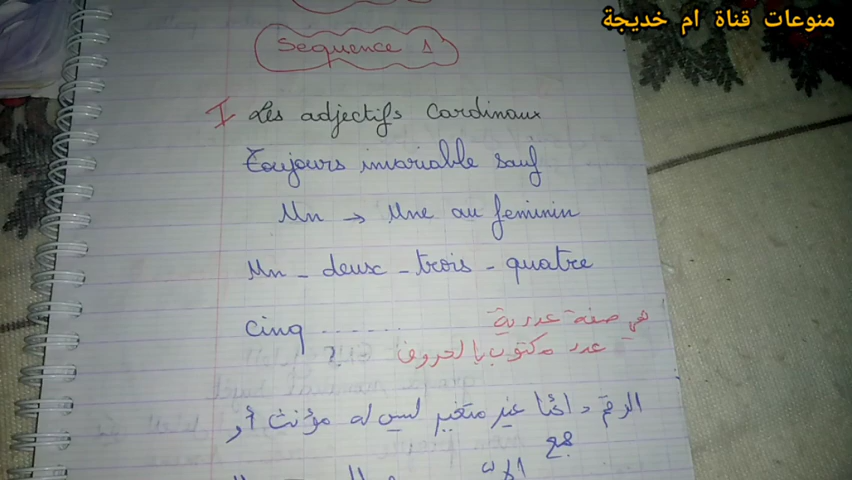 منوعات قناة ام خديجة
Sequence 1
I Les adjectifs Cardinaux
Toujours invariable sauf
Un → Une au feminin
Un - deux - trois - quatre
cinq ......
هي صفة عددية
عدد مكتوب بالحروف
الرقم دائما غير متغير ليس له مؤنث أو
جمع